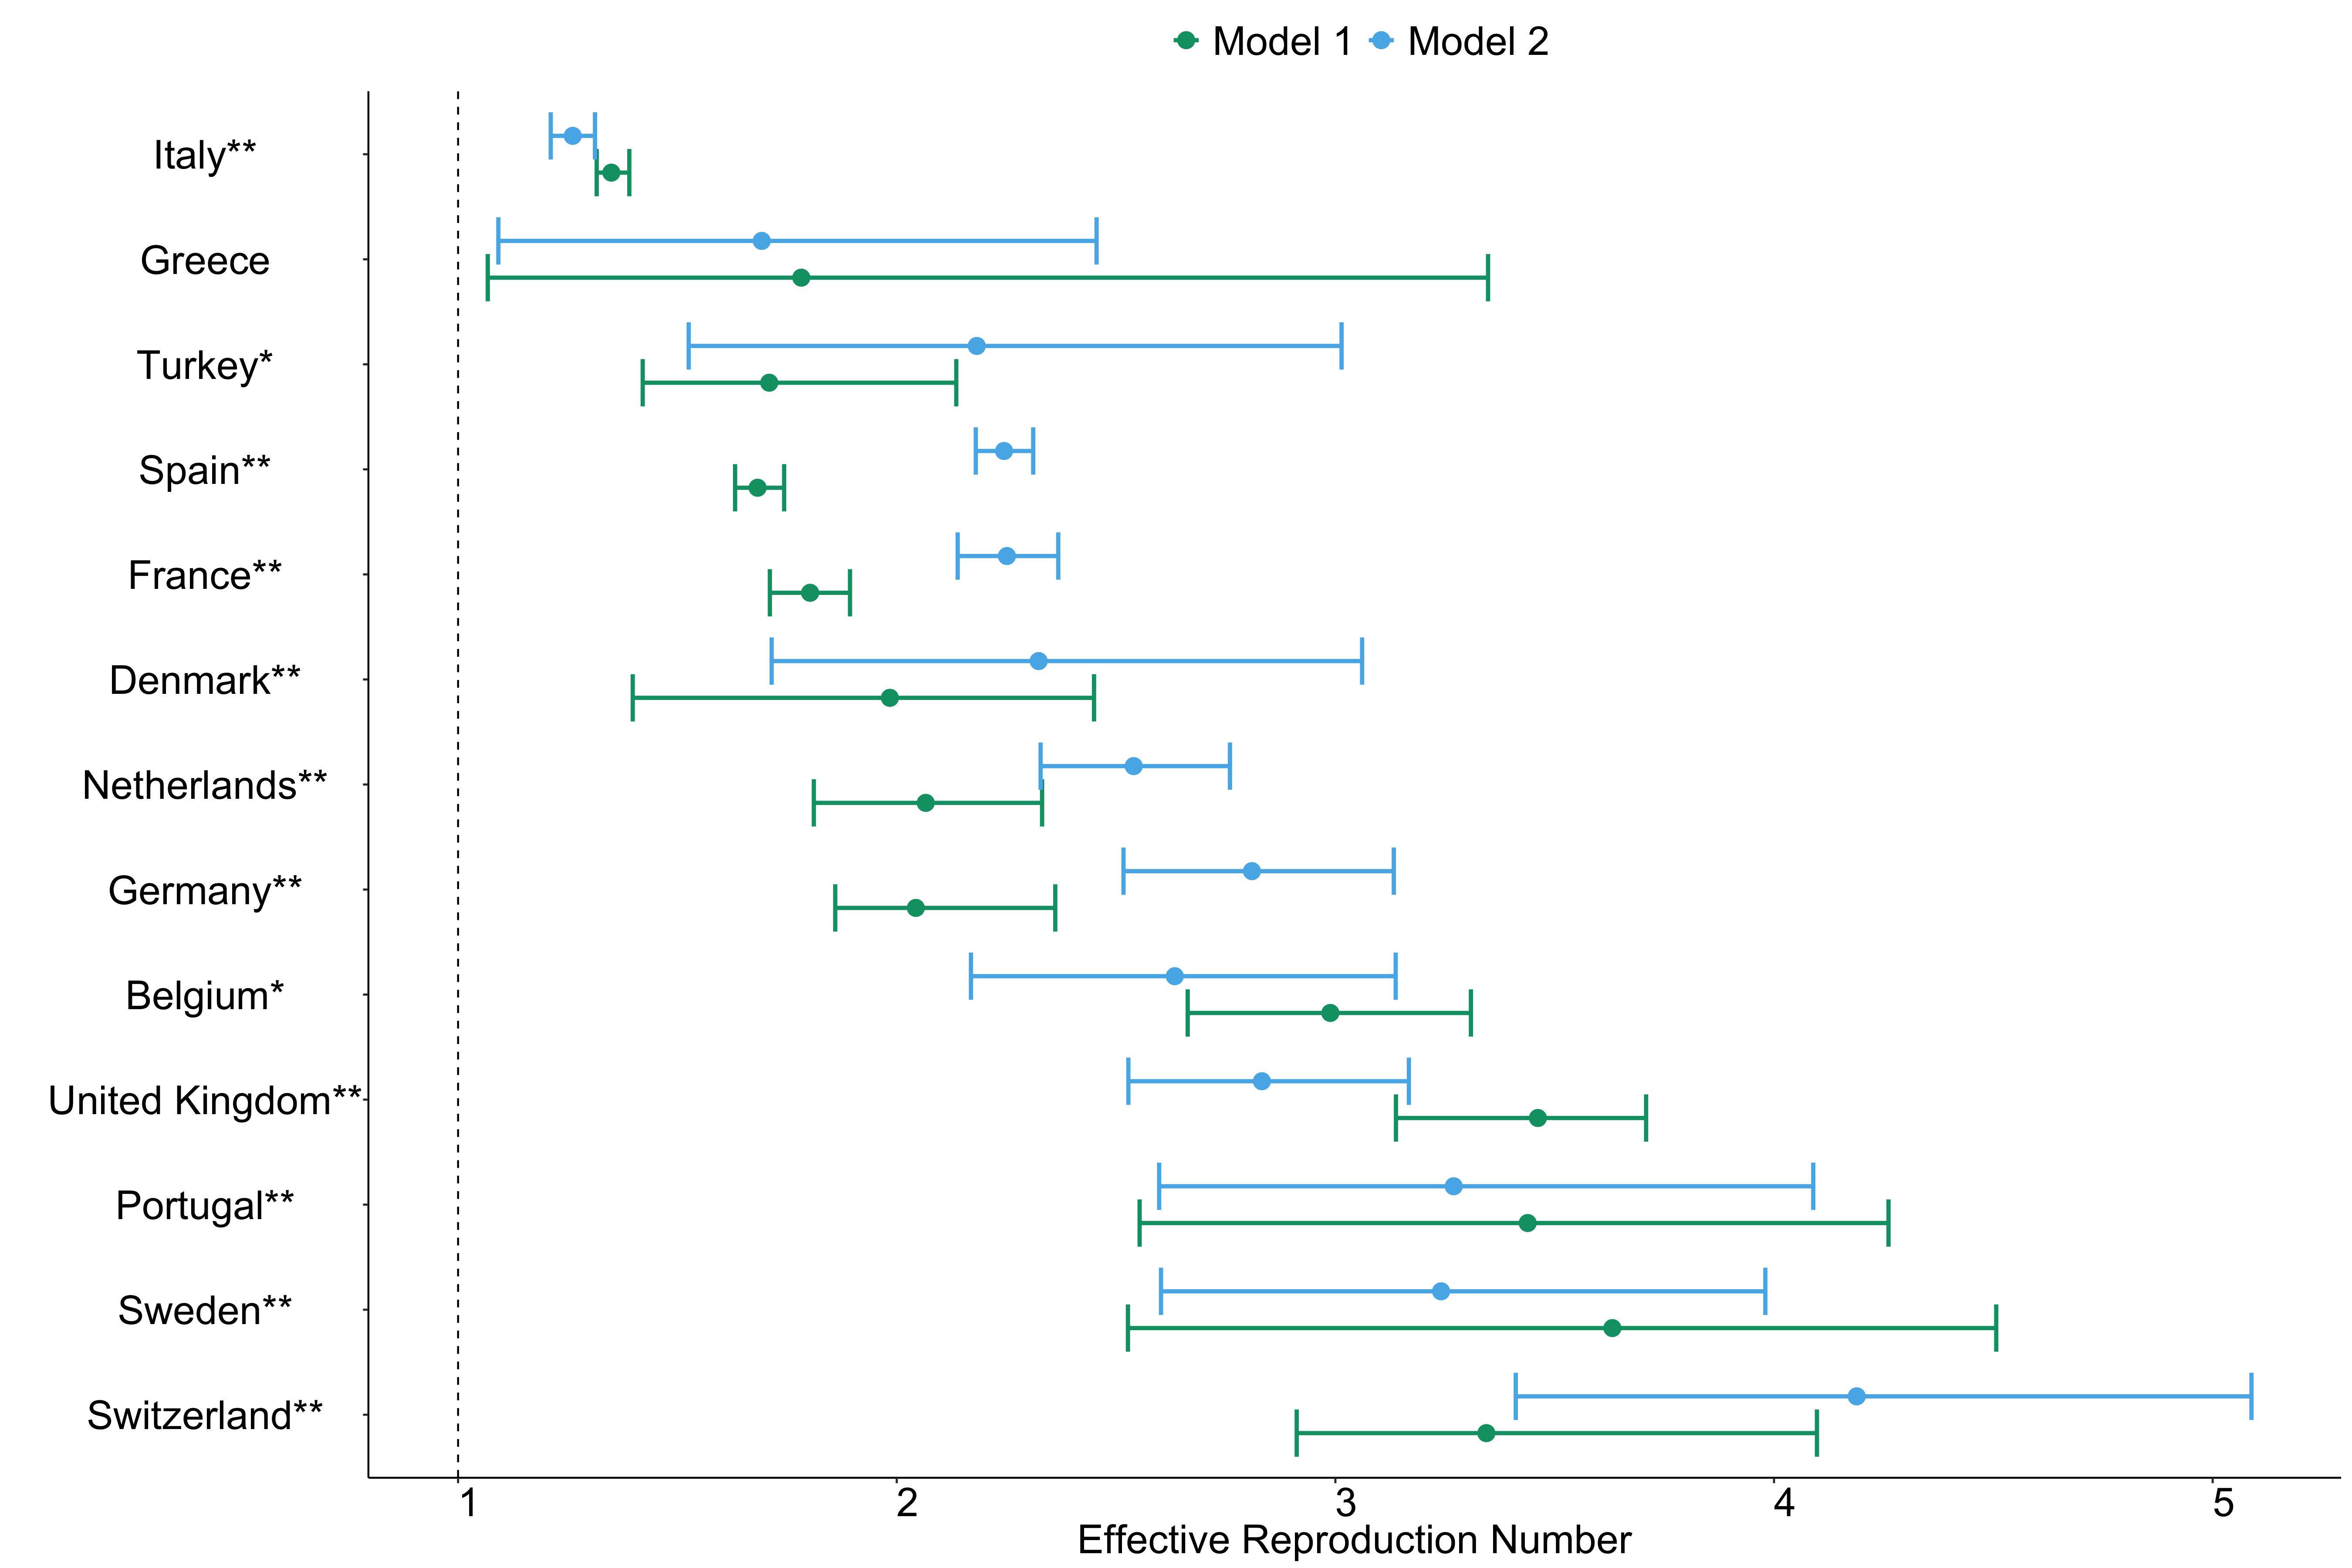 Model 1 Model 2
Italy**
Greece
Turkey*
Spain**
France**
Denmark**
Netherlands**
Germany**
Belgium*
United Kingdom**
Portugal**
Sweden**
Switzerland**
1 2 3 4 5
Effective Reproduction Number